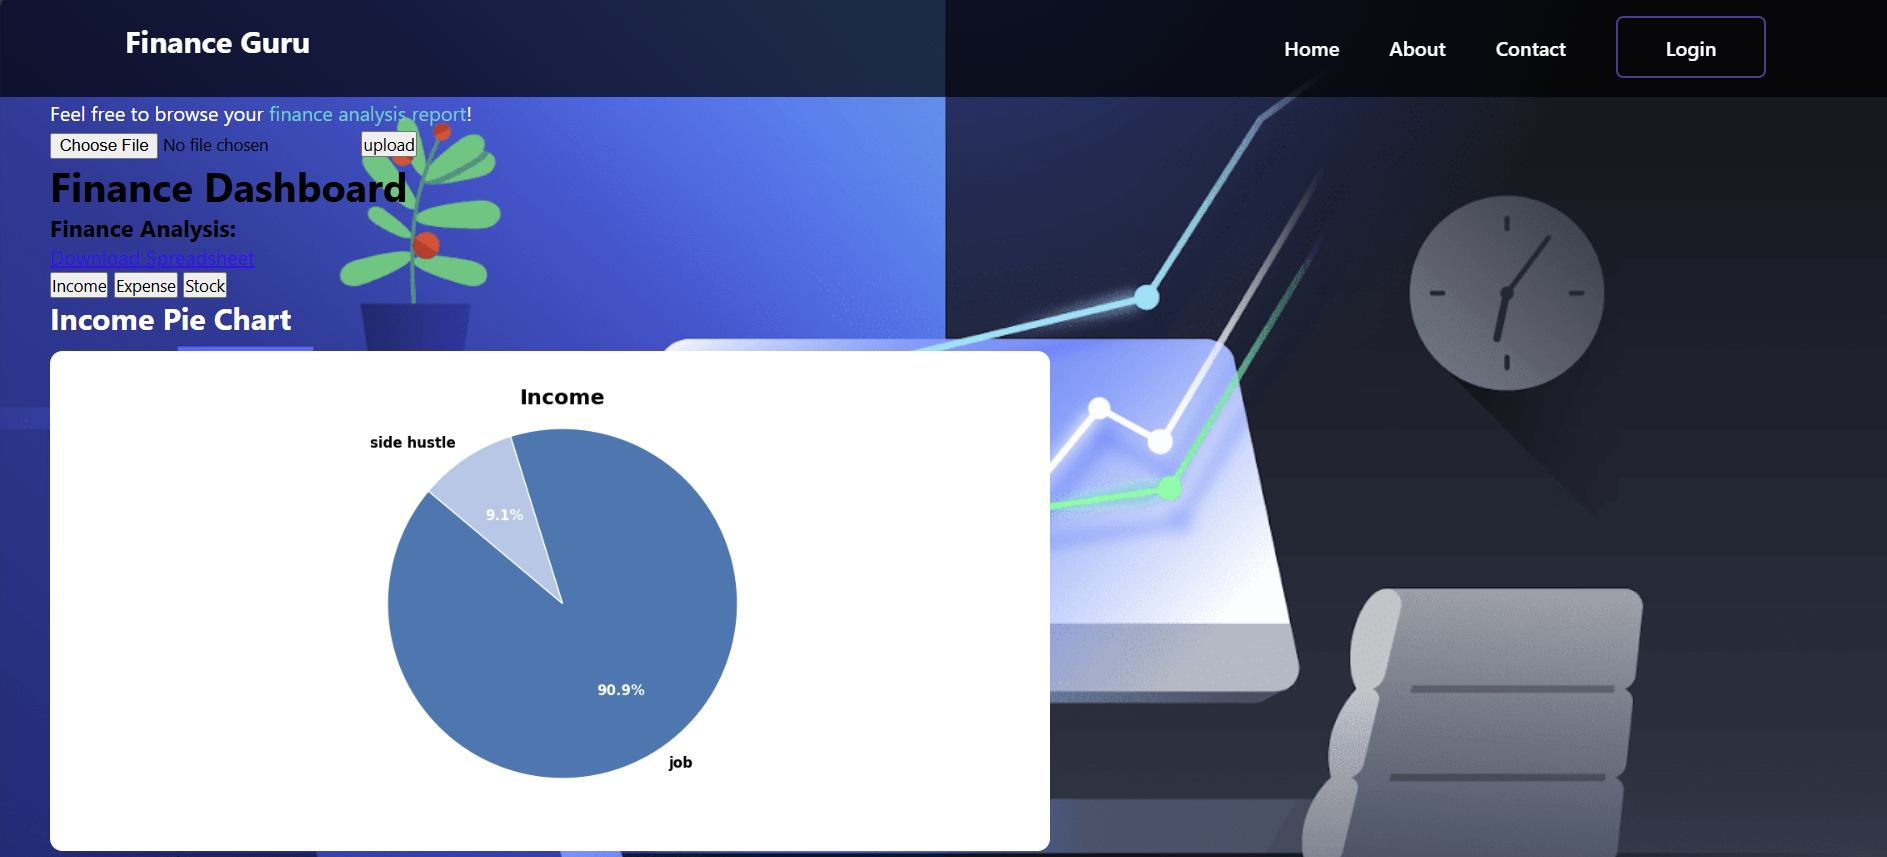 Finance Guru
Home About Contact Login
Feel free to browse your finance analysis report!
Choose File No file chosen upload
Finance Dashboard
Finance Analysis:
Download Spreadsheet
Income Expense Stock
Income Pie Chart
Income
side hustle
9.1%
90.9%
job